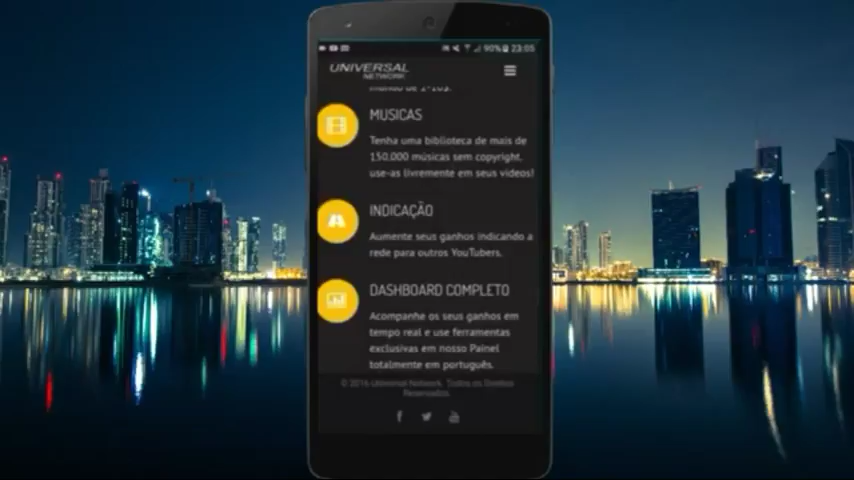 90% 23:05
UNIVERSAL
NETWORK
MUSICAS
Tenha uma biblioteca de mais de
150.000 músicas sem copyright,
use-as livremente em seus videos!
INDICAÇÃO
Aumente seus ganhos indicando a
rede para outros YouTubers.
DASHBOARD COMPLETO
Acompanhe os seus ganhos em
tempo real e use ferramentas
exclusivas em nosso Painel
totalmente em português.
© 2016 Universal Network. Todos os Direitos
Reservados.